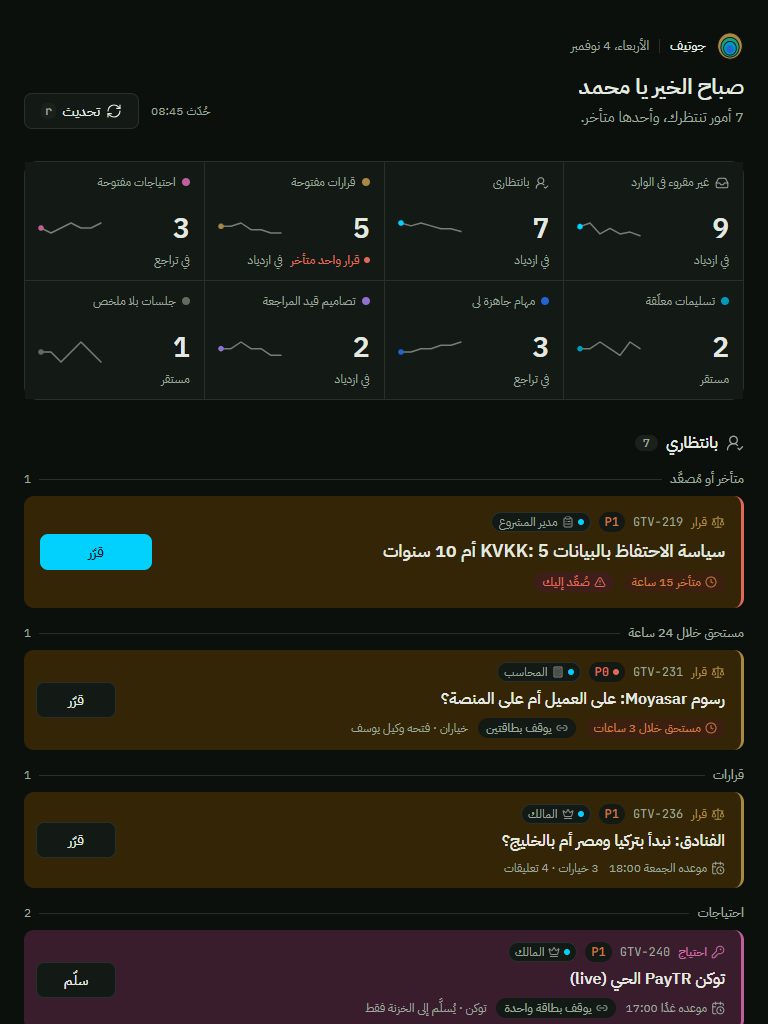 جوتيف | الأربعاء، 4 نوفمبر
صباح الخير يا محمد
7 أمور تنتظرك، وأحدها متأخر.
حُدّث 08:45
تحديث r
غير مقروء في الوارد
9
في ازدياد
بانتظاري
7
في ازدياد
قرارات مفتوحة
5
قرار واحد متأخر في ازدياد
احتياجات مفتوحة
3
في تراجع
تسليمات معلّقة
2
مستقر
مهام جاهزة لي
3
في تراجع
تصاميم قيد المراجعة
2
في ازدياد
جلسات بلا ملخص
1
مستقر
بانتظاري 7
متأخر أو مُصعَّد 1
قرار GTV-219 P1 مدير المشروع
سياسة الاحتفاظ بالبيانات KVKK: 5 أم 10 سنوات
متأخر 15 ساعة صُعّد إليك
قرّر
مستحق خلال 24 ساعة 1
قرار GTV-231 P0 المحاسب
رسوم Moyasar: على العميل أم على المنصة؟
مستحق خلال 3 ساعات يوقف بطاقتين خياران · فتحه وكيل يوسف
قرّر
قرارات 1
قرار GTV-236 P1 المالك
الفنادق: نبدأ بتركيا ومصر أم بالخليج؟
موعده الجمعة 18:00 3 خيارات · 4 تعليقات
قرّر
احتياجات 2
احتياج GTV-240 P1 المالك
توكن PayTR الحي (live)
موعده غدًا 17:00 يوقف بطاقة واحدة توكن · يُسلَّم إلى الخزنة فقط
سلّم